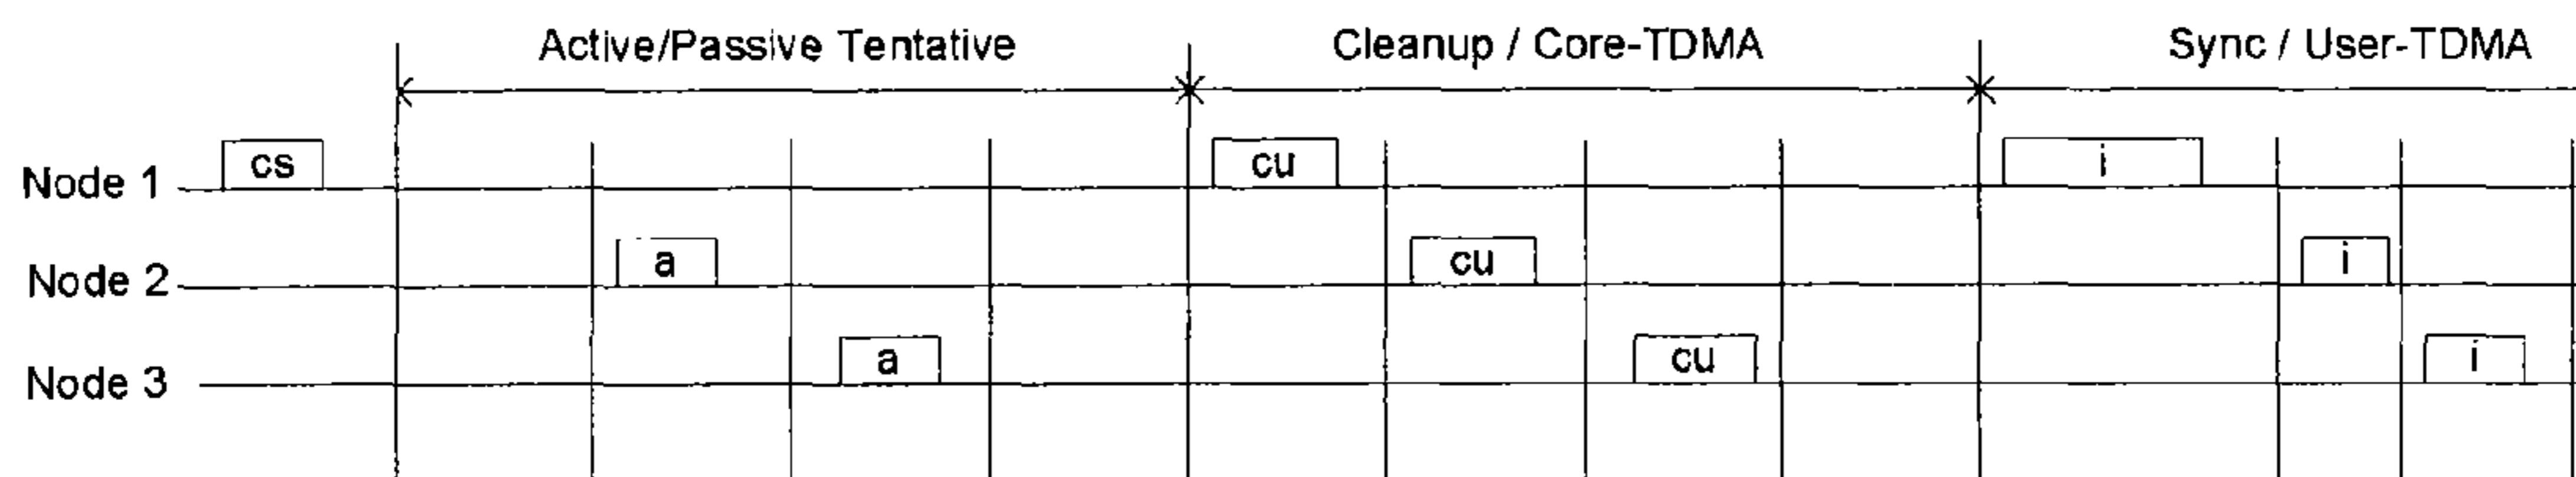 Active/Passive Tentative Cleanup / Core-TDMA Sync / User-TDMA
Node 1 cs cu i
Node 2 a cu i
Node 3 a cu i